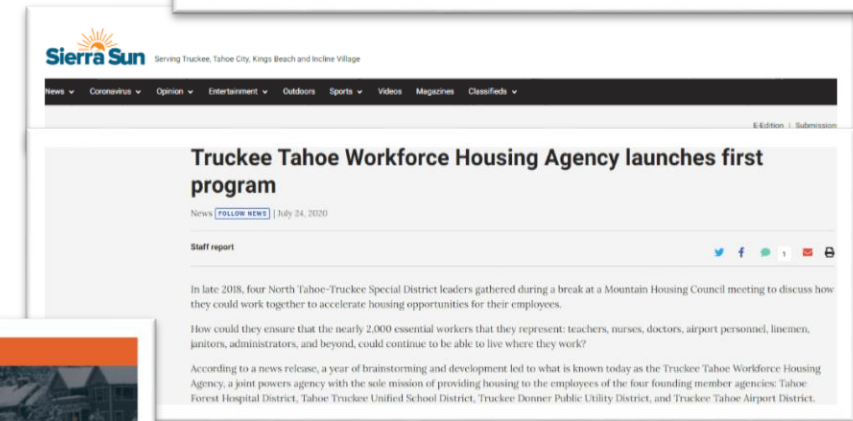 Sierra Sun Serving Truckee, Tahoe City, Kings Beach and Incline Village
News Coronavirus Opinion Entertainment Outdoors Sports Videos Magazines Classifieds
E-Edition | Submission
Truckee Tahoe Workforce Housing Agency launches first
program
News FOLLOW NEWS | July 24, 2020
Staff report
1
In late 2018, four North Tahoe-Truckee Special District leaders gathered during a break at a Mountain Housing Council meeting to discuss how
they could work together to accelerate housing opportunities for their employees.
How could they ensure that the nearly 2,000 essential workers that they represent: teachers, nurses, doctors, airport personnel, linemen,
janitors, administrators, and beyond, could continue to be able to live where they work?
According to a news release, a year of brainstorming and development led to what is known today as the Truckee Tahoe Workforce Housing
Agency, a joint powers agency with the sole mission of providing housing to the employees of the four founding member agencies: Tahoe
Forest Hospital District, Tahoe Truckee Unified School District, Truckee Donner Public Utility District, and Truckee Tahoe Airport District.